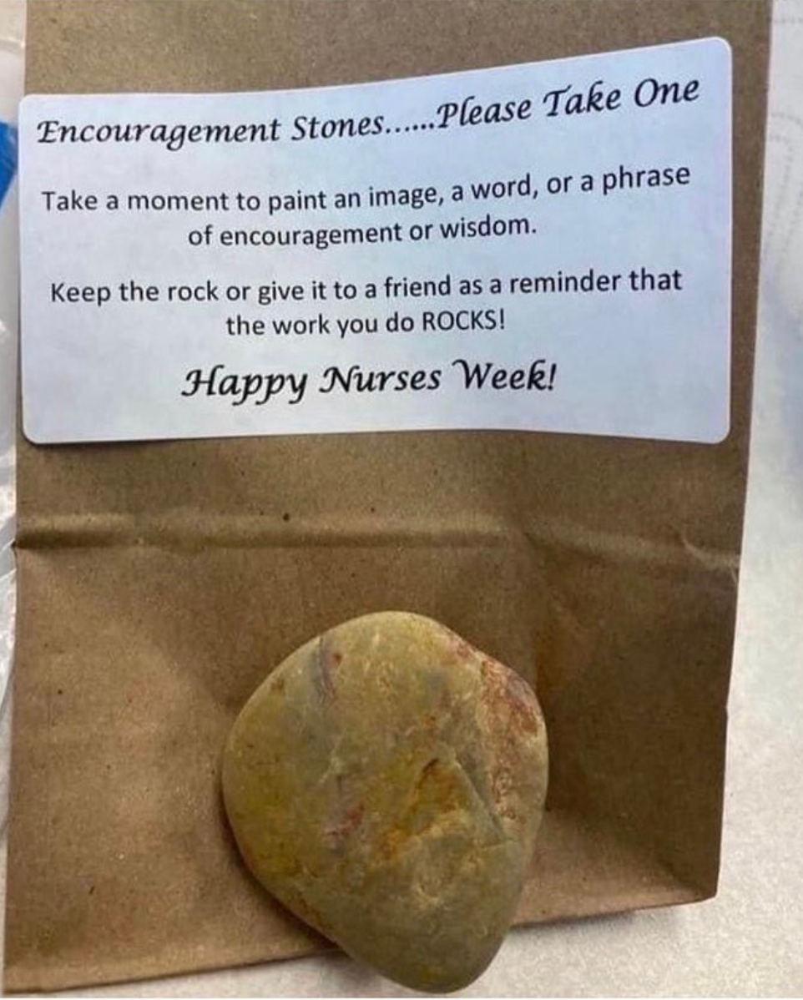 Encouragement Stones......Please Take One
Take a moment to paint an image, a word, or a phrase
of encouragement or wisdom.
Keep the rock or give it to a friend as a reminder that
the work you do ROCKS!
Happy Nurses Week!